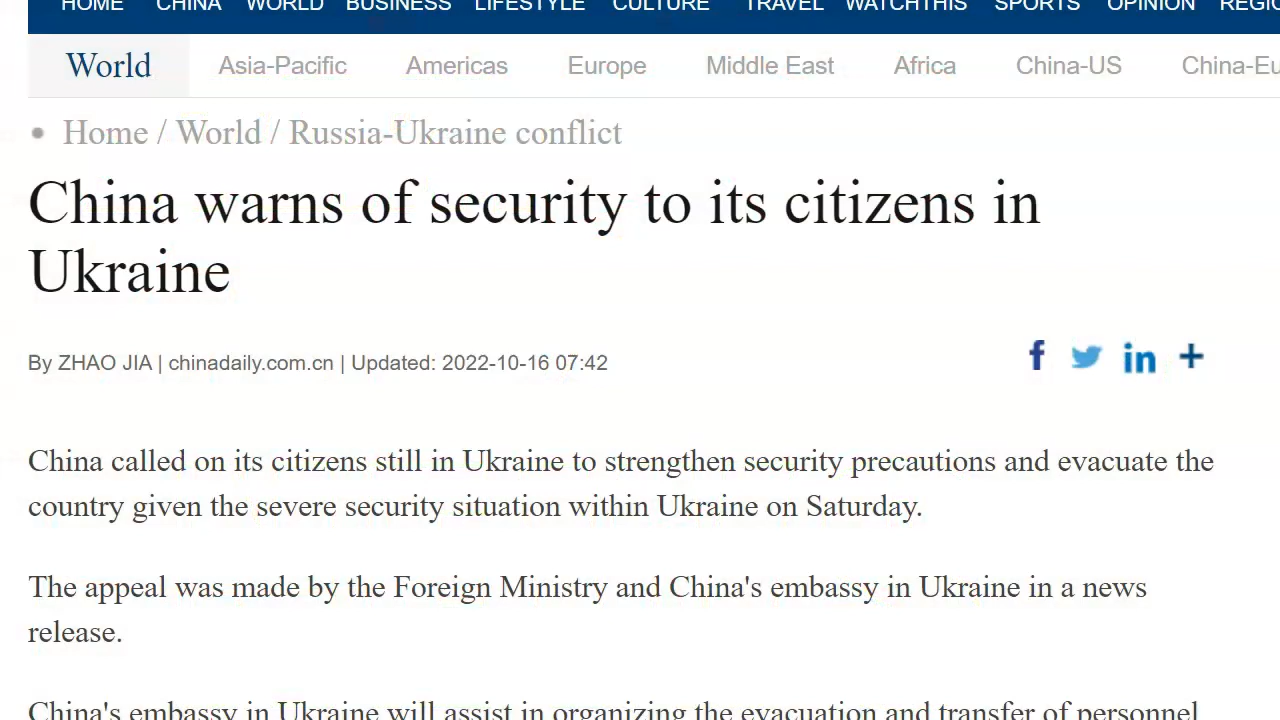 HOME CHINA WORLD BUSINESS LIFESTYLE CULTURE TRAVEL WATCHTHIS SPORTS OPINION REGIO
World Asia-Pacific Americas Europe Middle East Africa China-US China-Eu
Home / World / Russia-Ukraine conflict
China warns of security to its citizens in
Ukraine
By ZHAO JIA | chinadaily.com.cn | Updated: 2022-10-16 07:42
China called on its citizens still in Ukraine to strengthen security precautions and evacuate the
country given the severe security situation within Ukraine on Saturday.
The appeal was made by the Foreign Ministry and China's embassy in Ukraine in a news
release.
China's embassy in Ukraine will assist in organizing the evacuation and transfer of personnel